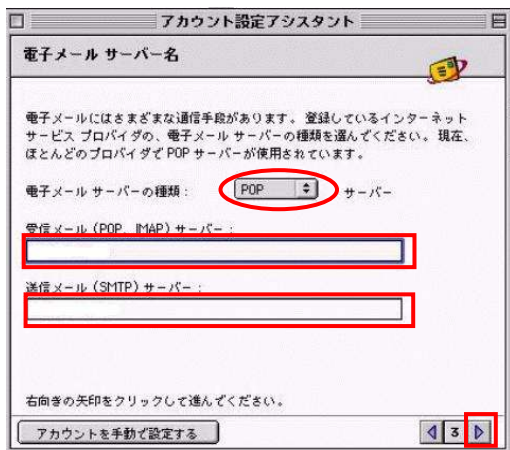 アカウント設定アシスタント
電子メール サーバー名
電子メールにはさまざまな通信手段があります。登録しているインターネット
サービス プロバイダの、電子メール サーバーの種類を選んでください。現在、
ほとんどのプロバイダで POP サーバーが使用されています。
電子メール サーバーの種類： POP サーバー
受信メール (POP、IMAP) サーバー：
送信メール (SMTP) サーバー：
右向きの矢印をクリックして進んでください。
アカウントを手動で設定する 3